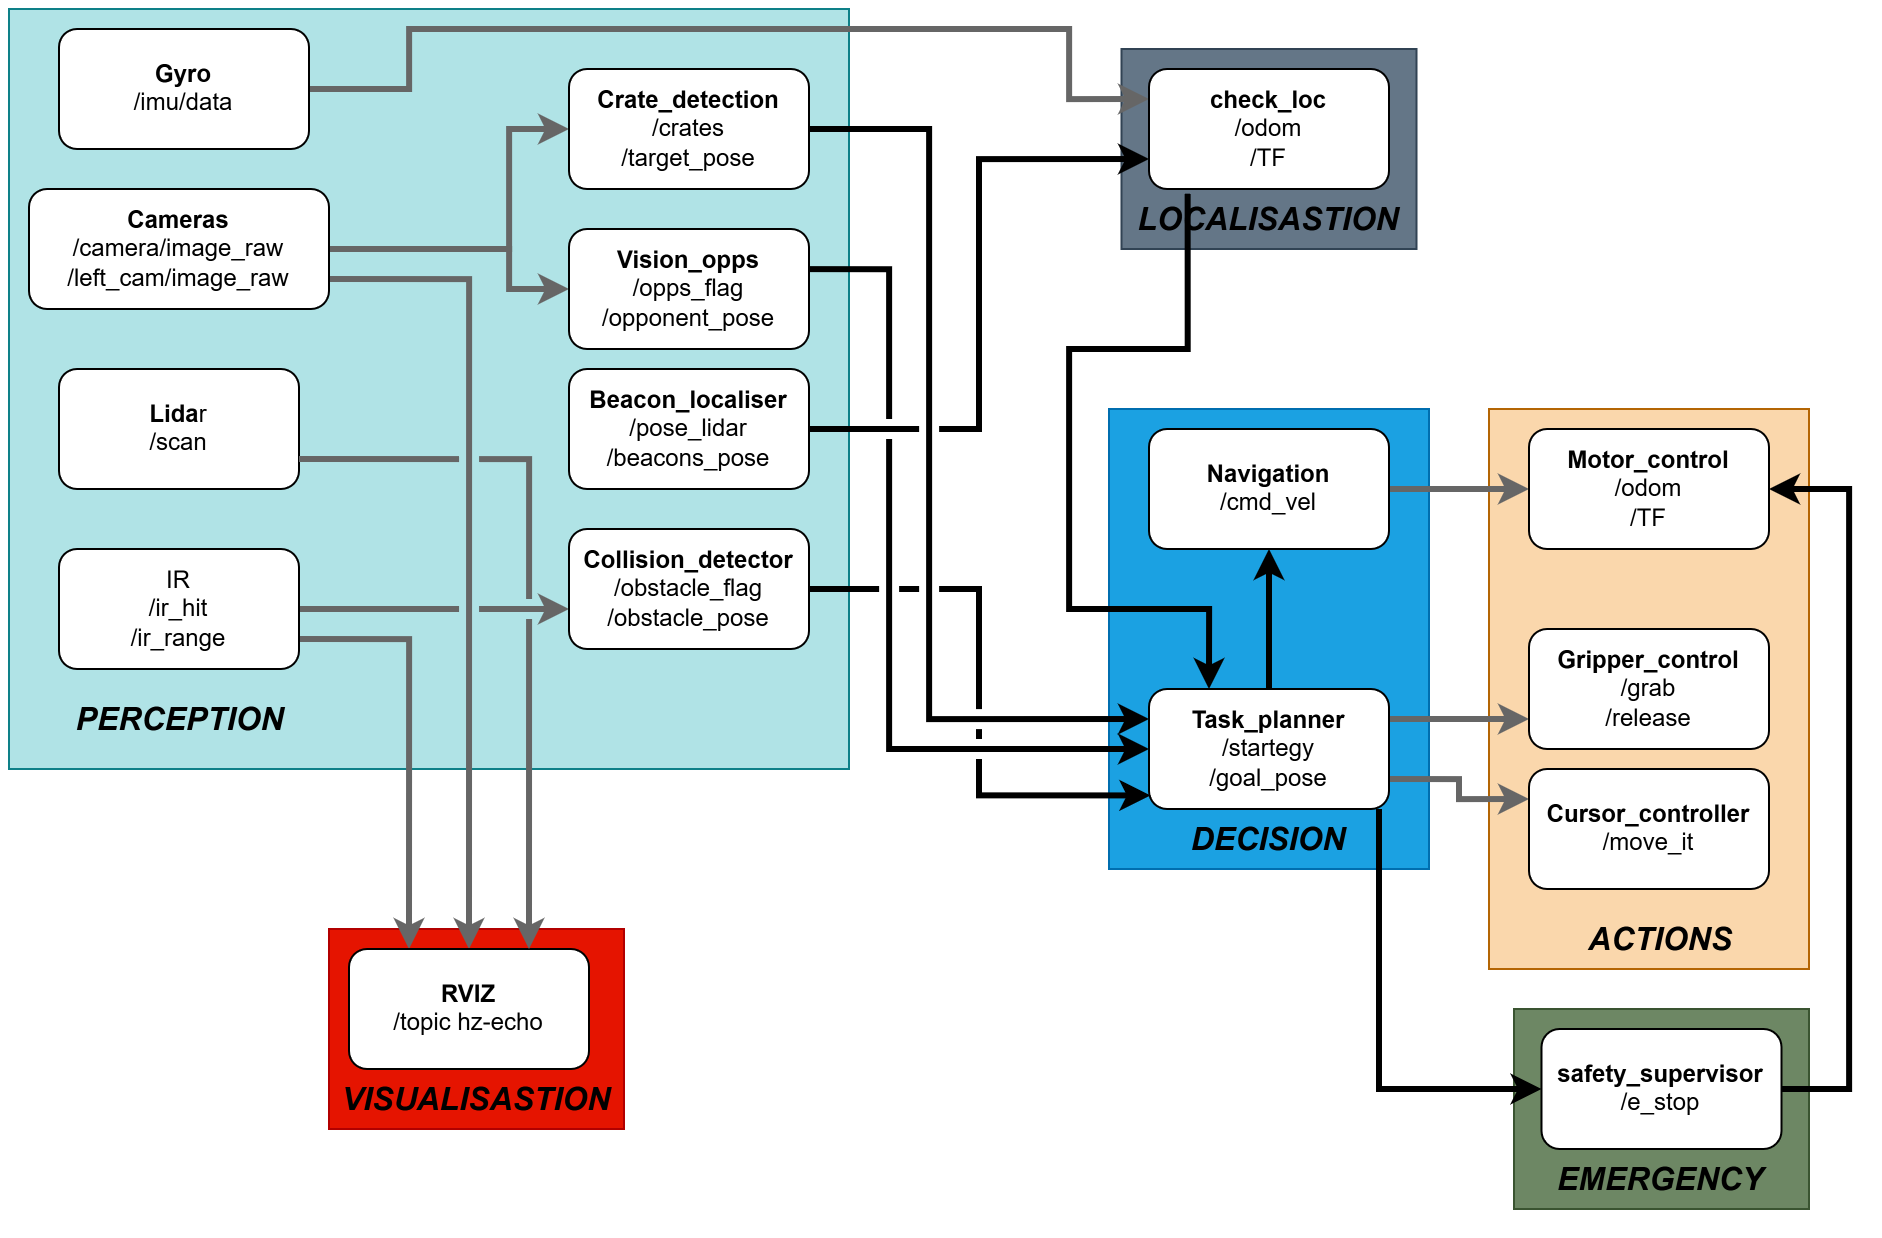 Gyro
/imu/data
Cameras
/camera/image_raw
/left_cam/image_raw
Lidar
/scan
IR
/ir_hit
/ir_range
PERCEPTION
Crate_detection
/crates
/target_pose
Vision_opps
/opps_flag
/opponent_pose
Beacon_localiser
/pose_lidar
/beacons_pose
Collision_detector
/obstacle_flag
/obstacle_pose
check_loc
/odom
/TF
LOCALISASTION
Navigation
/cmd_vel
Task_planner
/startegy
/goal_pose
DECISION
Motor_control
/odom
/TF
Gripper_control
/grab
/release
Cursor_controller
/move_it
ACTIONS
RVIZ
/topic hz-echo
VISUALISASTION
safety_supervisor
/e_stop
EMERGENCY